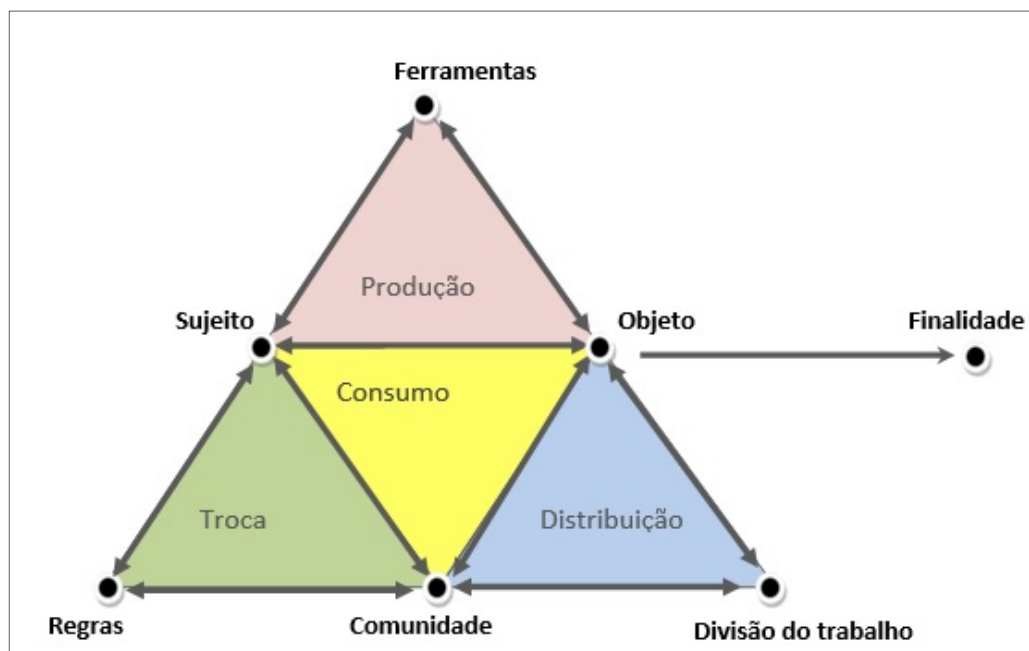 Ferramentas
Produção
Sujeito
Objeto
Finalidade
Consumo
Troca
Distribuição
Regras
Comunidade
Divisão do trabalho